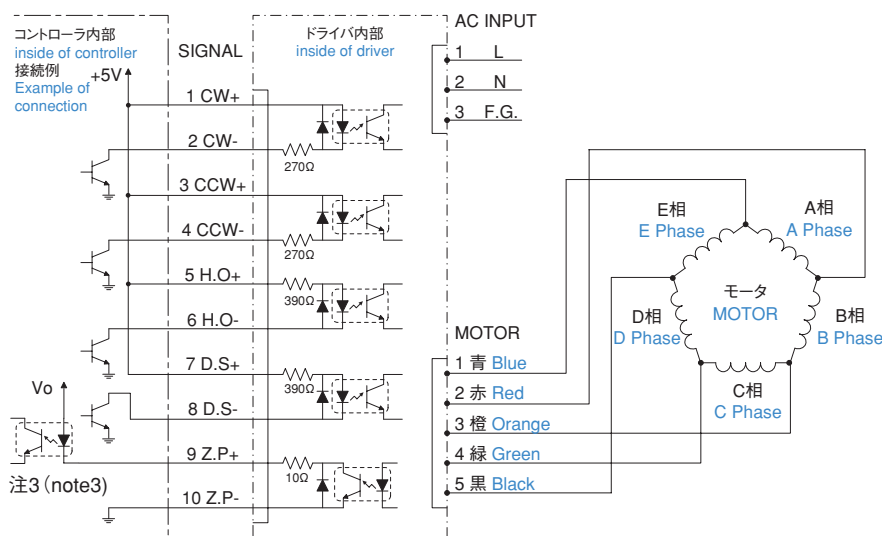 コントローラ内部
inside of controller
接続例
Example of
connection
+5V
SIGNAL
ドライバ内部
inside of driver
AC INPUT
1 L
2 N
3 F.G.
1 CW+
2 CW-
270Ω
3 CCW+
4 CCW-
270Ω
5 H.O+
390Ω
6 H.O-
7 D.S+
390Ω
8 D.S-
9 Z.P+
10Ω
10 Z.P-
Vo
注3(note3)
MOTOR
1 青 Blue
2 赤 Red
3 橙 Orange
4 緑 Green
5 黒 Black
E相
E Phase
A相
A Phase
D相
D Phase
モータ
MOTOR
B相
B Phase
C相
C Phase